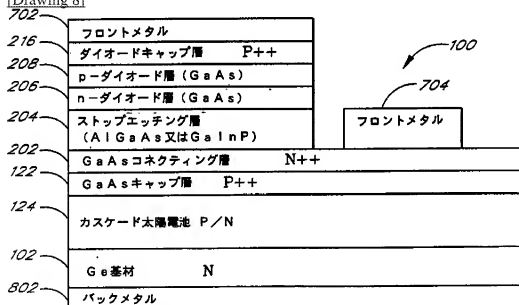 [Drawing 8]
702
フロントメタル
216
ダイオードキャップ層 P++
208
p-ダイオード層 (GaAs)
206
n-ダイオード層 (GaAs)
204
ストップエッチング層
(AlGaAs又はGaInP)
100
704
フロントメタル
202
GaAsコネクティング層 N++
122
GaAsキャップ層 P++
124
カスケード太陽電池 P/N
102
Ge基材 N
802
バックメタル